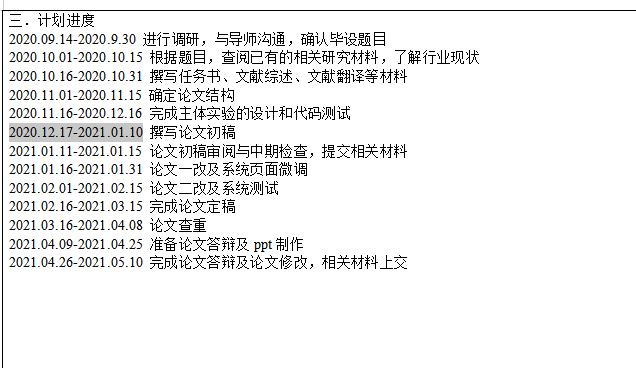 三．计划进度
2020.09.14-2020.9.30 进行调研，与导师沟通，确认毕设题目
2020.10.01-2020.10.15 根据题目，查阅已有的相关研究材料，了解行业现状
2020.10.16-2020.10.31 撰写任务书、文献综述、文献翻译等材料
2020.11.01-2020.11.15 确定论文结构
2020.11.16-2020.12.16 完成主体实验的设计和代码测试
2020.12.17-2021.01.10 撰写论文初稿
2021.01.11-2021.01.15 论文初稿审阅与中期检查，提交相关材料
2021.01.16-2021.01.31 论文一改及系统页面微调
2021.02.01-2021.02.15 论文二改及系统测试
2021.02.16-2021.03.15 完成论文定稿
2021.03.16-2021.04.08 论文查重
2021.04.09-2021.04.25 准备论文答辩及 ppt 制作
2021.04.26-2021.05.10 完成论文答辩及论文修改，相关材料上交